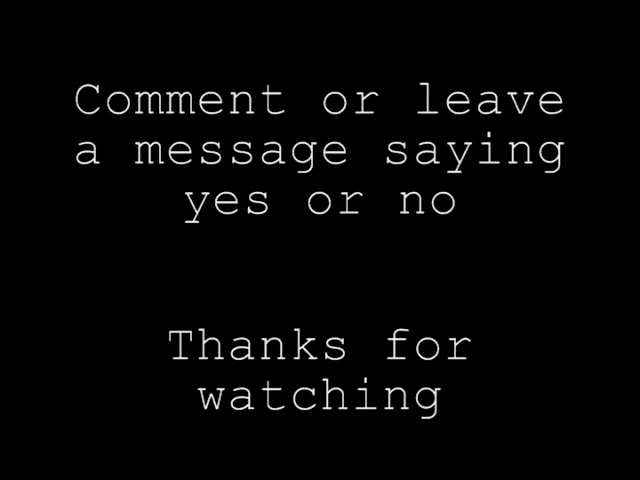 Comment or leave
a message saying
yes or no
Thanks for
watching